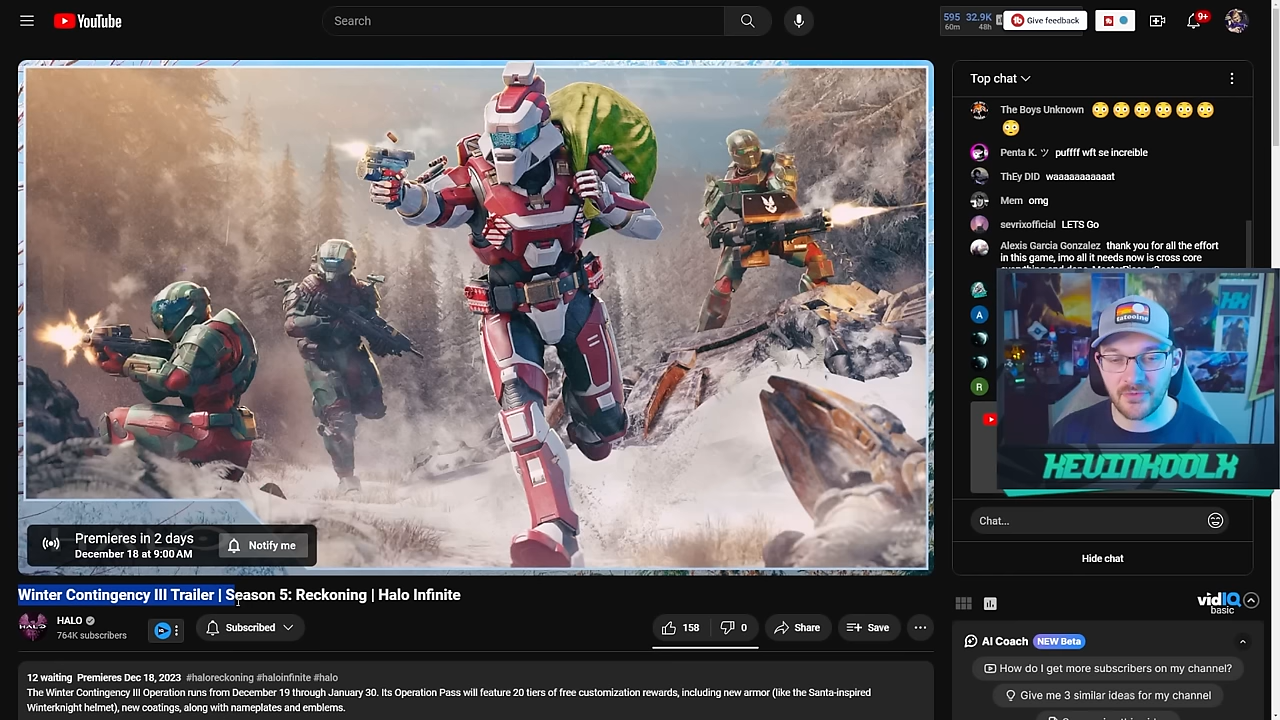 YouTube
Search
595 32.9K
60m 48h
Give feedback
9+
Top chat
The Boys Unknown
Penta K. ツ puffff wft se increible
ThEy DID waaaaaaaaaat
Mem omg
sevrixofficial LETS Go
Alexis Garcia Gonzalez thank you for all the effort
in this game, imo all it needs now is cross core
A
R
tatooine
KEVINKOOLX
Premieres in 2 days
December 18 at 9:00 AM
Notify me
Chat...
Hide chat
Winter Contingency III Trailer | Season 5: Reckoning | Halo Infinite
HALO
764K subscribers
Subscribed
158
0
Share
Save
vidIQ
basic
AI Coach NEW Beta
How do I get more subscribers on my channel?
Give me 3 similar ideas for my channel
12 waiting Premieres Dec 18, 2023 #haloreckoning #haloinfinite #halo
The Winter Contingency III Operation runs from December 19 through January 30. Its Operation Pass will feature 20 tiers of free customization rewards, including new armor (like the Santa-inspired
Winterknight helmet), new coatings, along with nameplates and emblems.